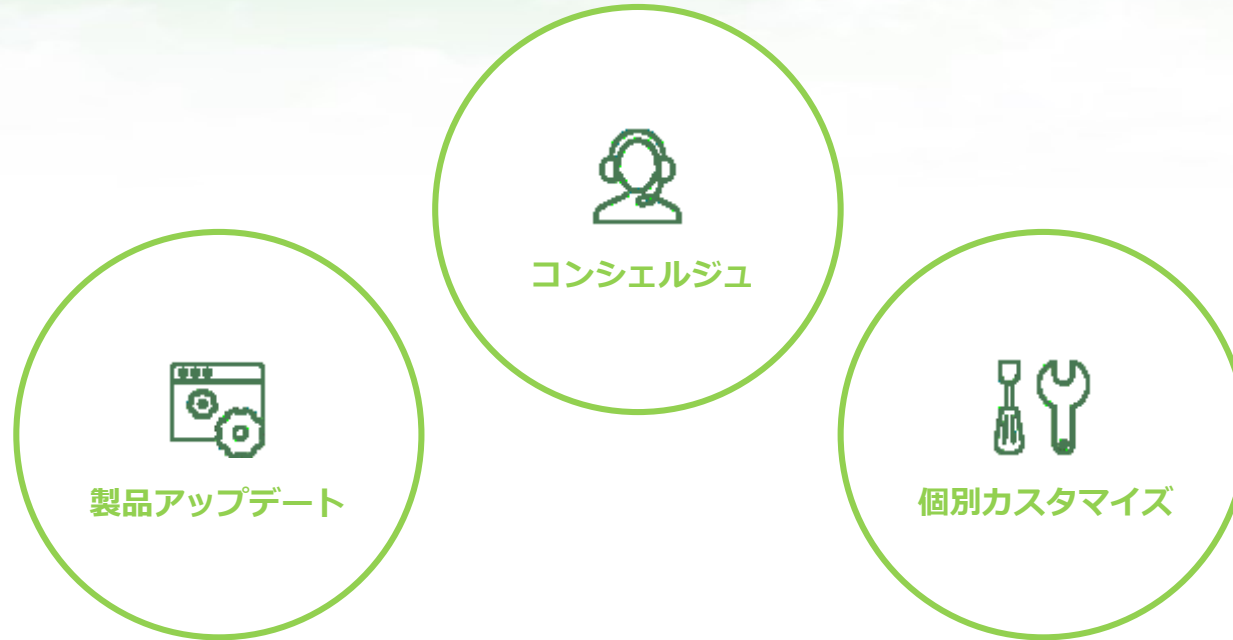 コンシェルジュ
製品アップデート
個別カスタマイズ